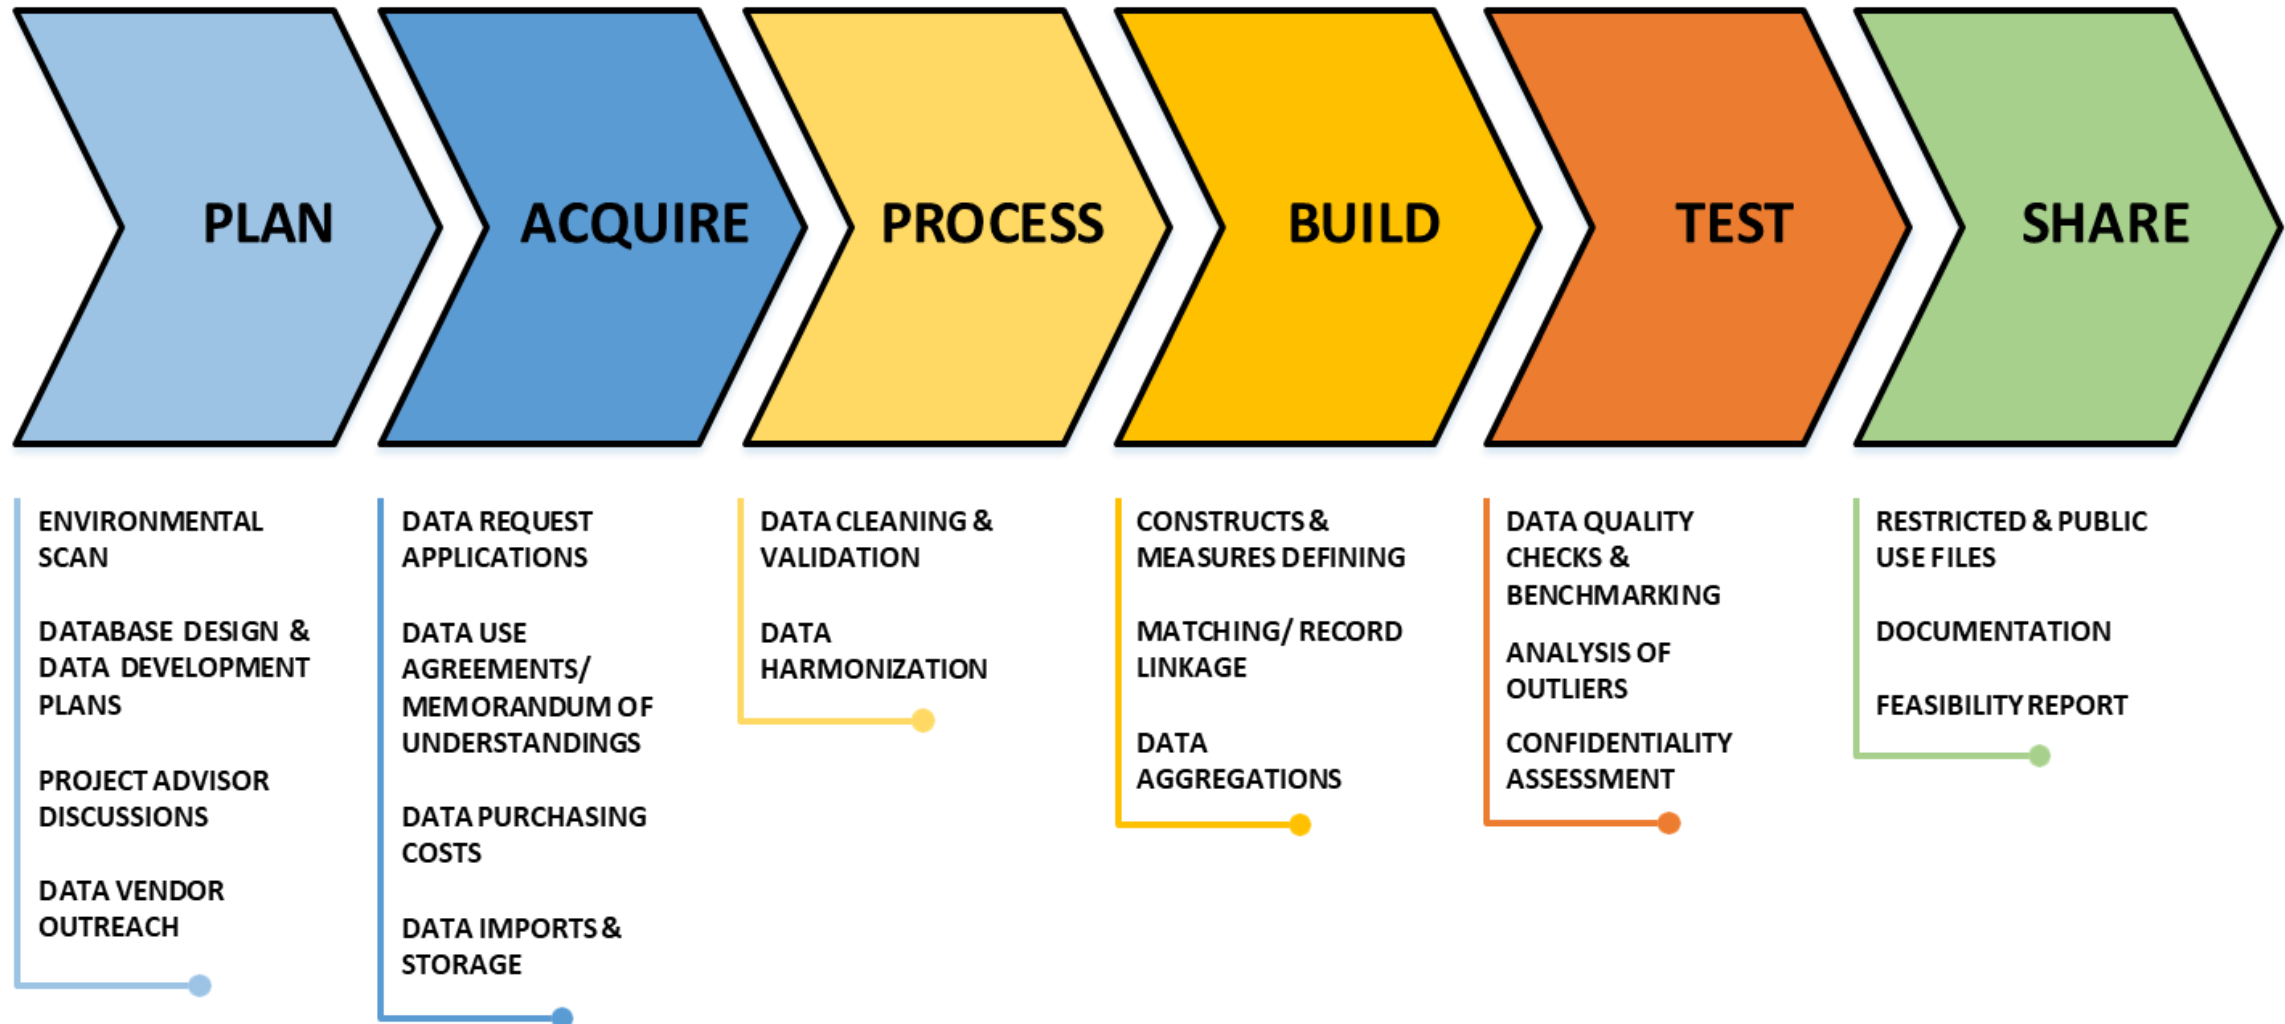 PLAN
ACQUIRE
PROCESS
BUILD
TEST
SHARE
ENVIRONMENTAL
SCAN
DATABASE DESIGN &
DATA DEVELOPMENT
PLANS
PROJECT ADVISOR
DISCUSSIONS
DATA VENDOR
OUTREACH
DATA REQUEST
APPLICATIONS
DATA USE
AGREEMENTS/
MEMORANDUM OF
UNDERSTANDINGS
DATA PURCHASING
COSTS
DATA IMPORTS &
STORAGE
DATA CLEANING &
VALIDATION
DATA
HARMONIZATION
CONSTRUCTS &
MEASURES DEFINING
MATCHING/ RECORD
LINKAGE
DATA
AGGREGATIONS
DATA QUALITY
CHECKS &
BENCHMARKING
ANALYSIS OF
OUTLIERS
CONFIDENTIALITY
ASSESSMENT
RESTRICTED & PUBLIC
USE FILES
DOCUMENTATION
FEASIBILITY REPORT